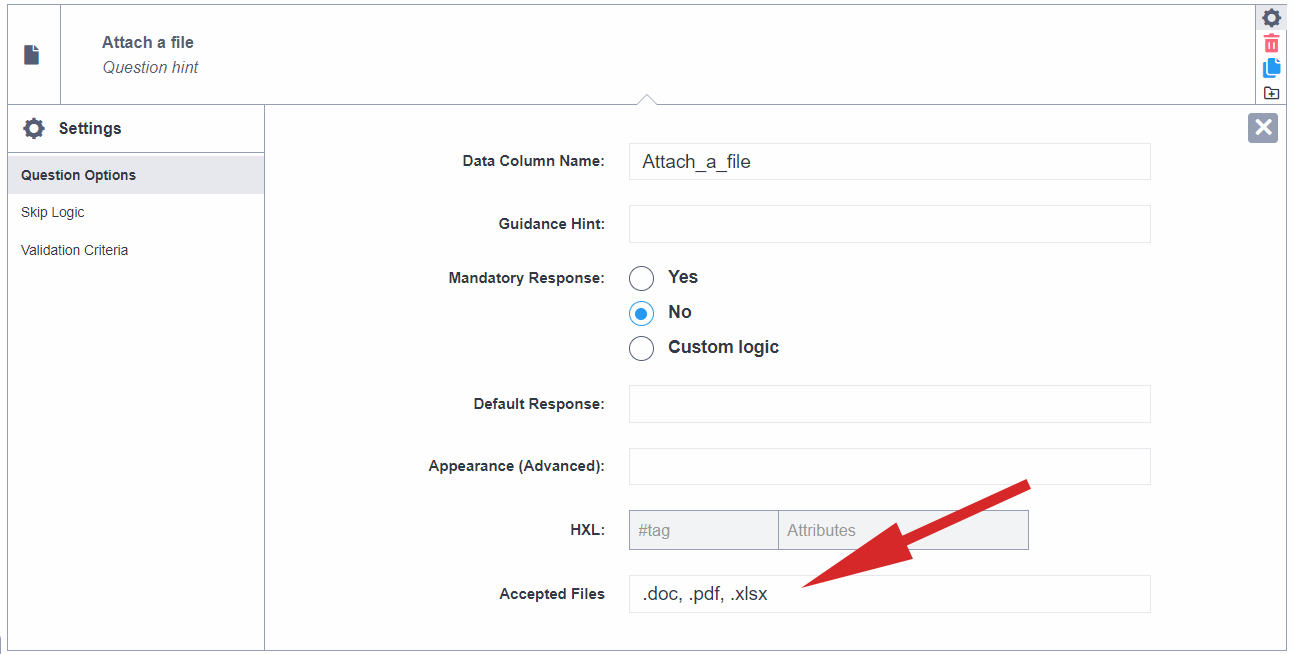 Attach a file
Question hint
Settings
Question Options
Skip Logic
Validation Criteria
Data Column Name: Attach_a_file
Guidance Hint:
Mandatory Response: Yes
No
Custom logic
Default Response:
Appearance (Advanced):
HXL: #tag Attributes
Accepted Files .doc, .pdf, .xlsx